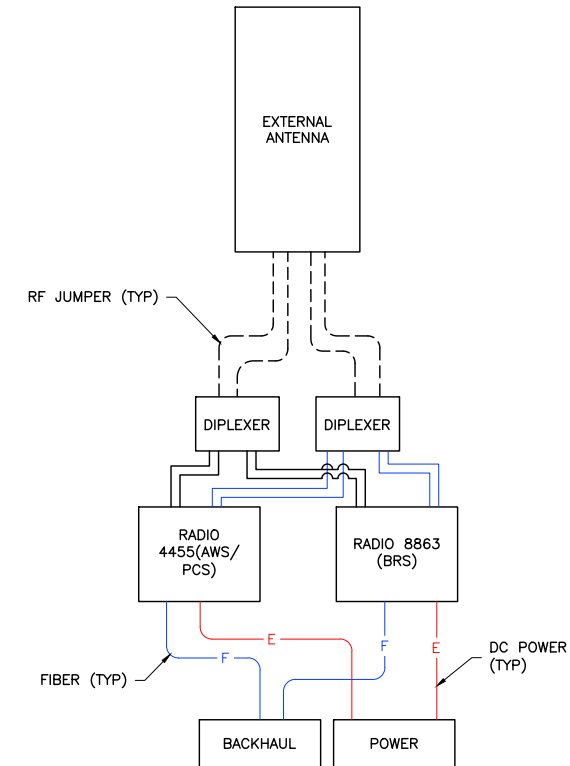 EXTERNAL
ANTENNA
RF JUMPER (TYP)
DIPLEXER
DIPLEXER
RADIO
4455(AWS/
PCS)
RADIO 8863
(BRS)
E
F
F
E
DC POWER
(TYP)
FIBER (TYP)
BACKHAUL
POWER